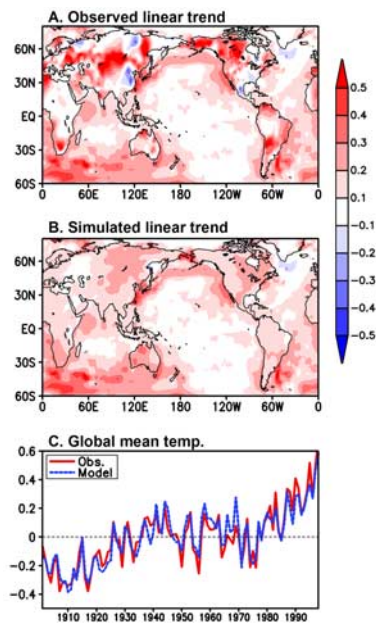 A. Observed linear trend
60N
30N
EQ
30S
60S
0 60E 120E 180 120W 60W 0
0.5
0.4
0.3
0.2
0.1
-0.1
-0.2
-0.3
-0.4
-0.5
B. Simulated linear trend
60N
30N
EQ
30S
60S
0 60E 120E 180 120W 60W 0
C. Global mean temp.
0.6
0.4
0.2
0
-0.2
-0.4
Obs.
Model
1910 1920 1930 1940 1950 1960 1970 1980 1990